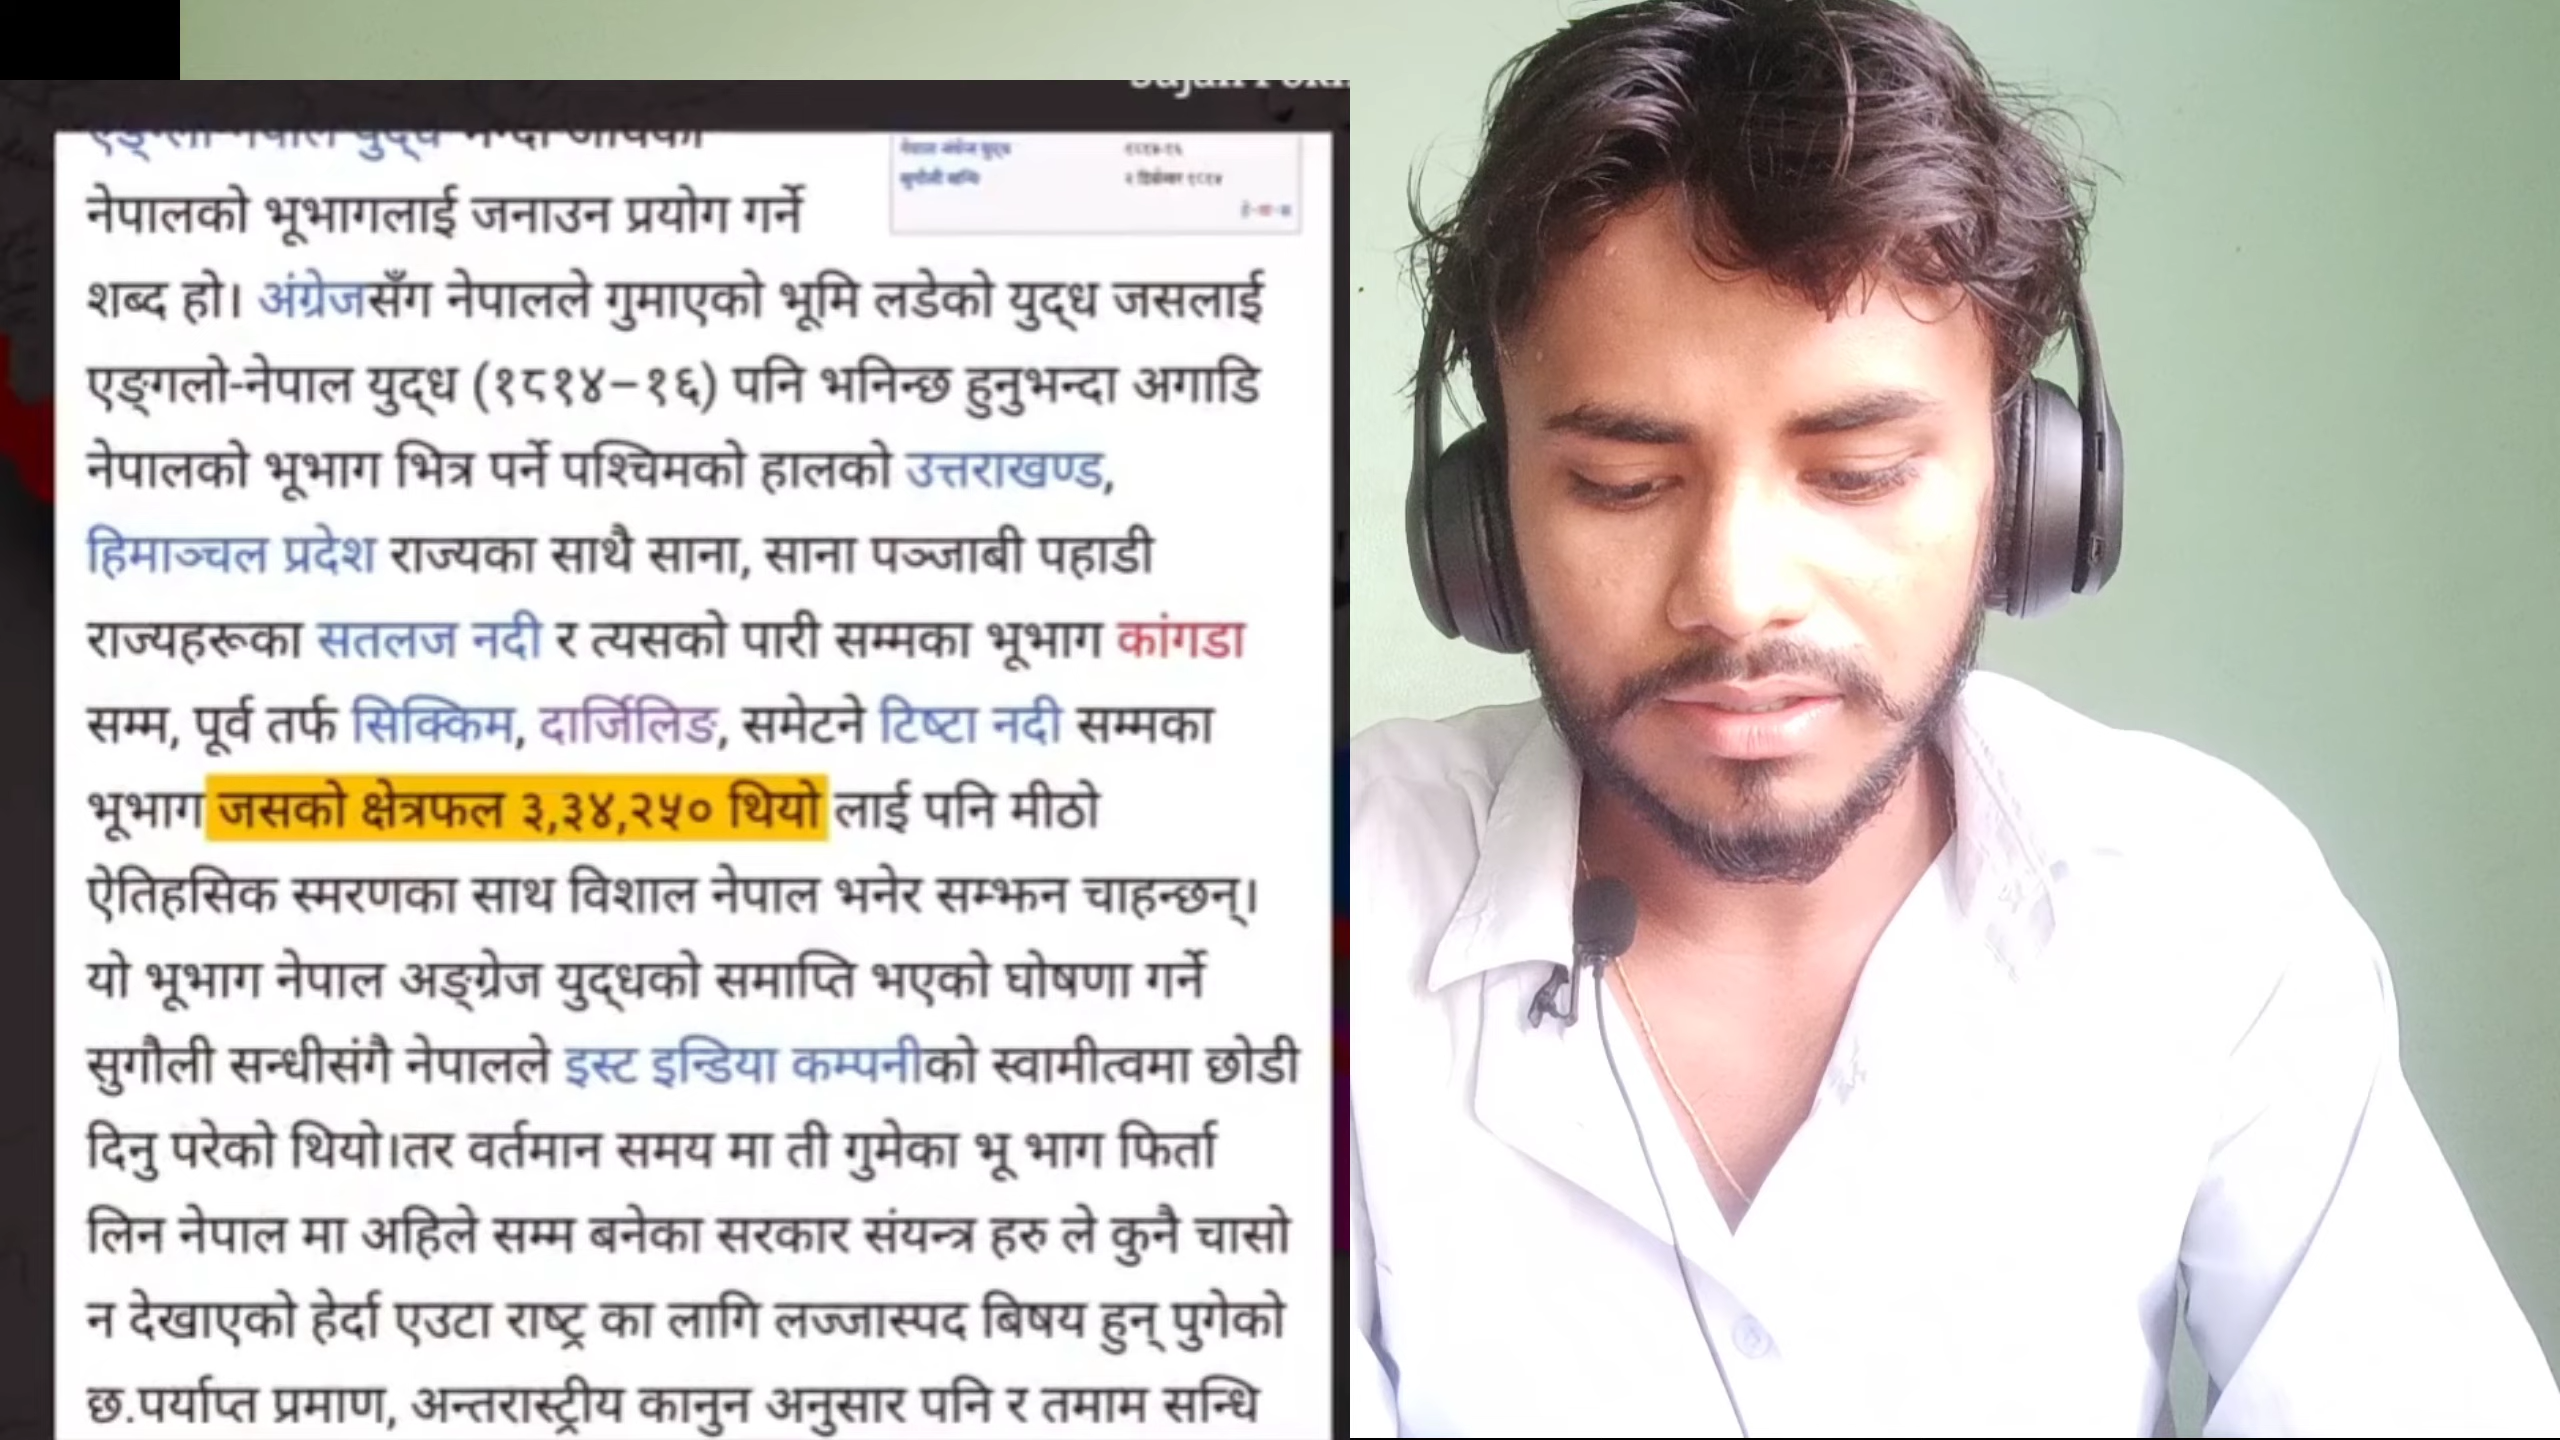 नेपालको भूभागलाई जनाउन प्रयोग गर्ने
शब्द हो। अंग्रेजसँग नेपालले गुमाएको भूमि लडेको युद्ध जसलाई
एङ्गलो-नेपाल युद्ध (१८१४–१६) पनि भनिन्छ हुनुभन्दा अगाडि
नेपालको भूभाग भित्र पर्ने पश्चिमको हालको उत्तराखण्ड,
हिमाञ्चल प्रदेश राज्यका साथै साना, साना पञ्जाबी पहाडी
राज्यहरूका सतलज नदी र त्यसको पारी सम्मका भूभाग कांगडा
सम्म, पूर्व तर्फ सिक्किम, दार्जिलिङ, समेटने टिष्टा नदी सम्मका
भूभाग जसको क्षेत्रफल ३,३४,२५० थियो लाई पनि मीठो
ऐतिहसिक स्मरणका साथ विशाल नेपाल भनेर सम्झन चाहन्छन्।
यो भूभाग नेपाल अङ्ग्रेज युद्धको समाप्ति भएको घोषणा गर्ने
सुगौली सन्धीसंगै नेपालले इस्ट इन्डिया कम्पनीको स्वामीत्वमा छोडी
दिनु परेको थियो।तर वर्तमान समय मा ती गुमेका भू भाग फिर्ता
लिन नेपाल मा अहिले सम्म बनेका सरकार संयन्त्र हरु ले कुनै चासो
न देखाएको हेर्दा एउटा राष्ट्र का लागि लज्जास्पद बिषय हुन् पुगेको
छ.पर्याप्त प्रमाण, अन्तरास्ट्रीय कानुन अनुसार पनि र तमाम सन्धि